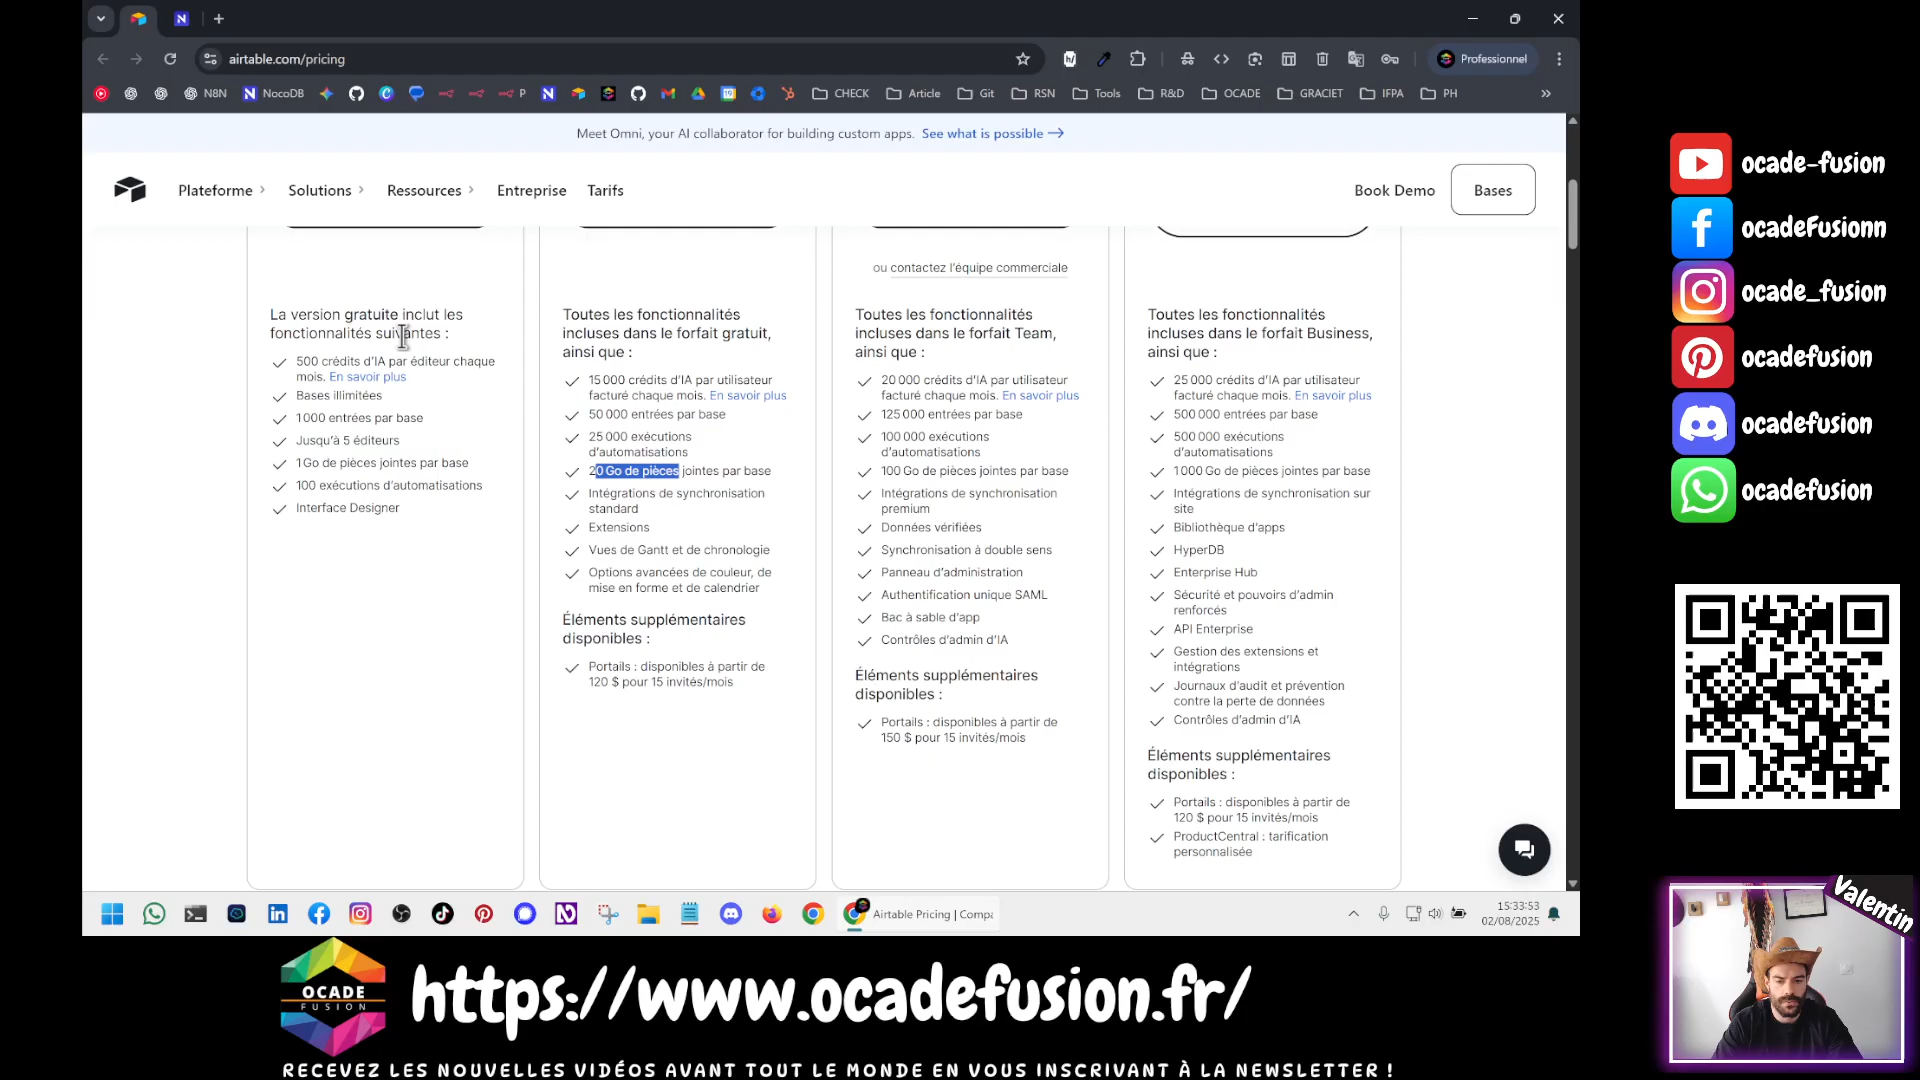 airtable.com/pricing
Professionnel
N8N
NocoDB
P
CHECK
Article
Git
RSN
Tools
R&D
OCADE
GRACIET
IFPA
PH
Meet Omni, your AI collaborator for building custom apps. See what is possible →
Plateforme
Solutions
Ressources
Entreprise
Tarifs
Book Demo
Bases
La version gratuite inclut les
fonctionnalités suivantes :
500 crédits d'IA par éditeur chaque
mois. En savoir plus
Bases illimitées
1 000 entrées par base
Jusqu'à 5 éditeurs
1 Go de pièces jointes par base
100 exécutions d'automatisations
Interface Designer
Toutes les fonctionnalités
incluses dans le forfait gratuit,
ainsi que :
15 000 crédits d'IA par utilisateur
facturé chaque mois. En savoir plus
50 000 entrées par base
25 000 exécutions
d'automatisations
20 Go de pièces jointes par base
Intégrations de synchronisation
standard
Extensions
Vues de Gantt et de chronologie
Options avancées de couleur, de
mise en forme et de calendrier
Éléments supplémentaires
disponibles :
Portails : disponibles à partir de
120 $ pour 15 invités/mois
ou contactez l'équipe commerciale
Toutes les fonctionnalités
incluses dans le forfait Team,
ainsi que :
20 000 crédits d'IA par utilisateur
facturé chaque mois. En savoir plus
125 000 entrées par base
100 000 exécutions
d'automatisations
100 Go de pièces jointes par base
Intégrations de synchronisation
premium
Données vérifiées
Synchronisation à double sens
Panneau d'administration
Authentification unique SAML
Bac à sable d'app
Contrôles d'admin d'IA
Éléments supplémentaires
disponibles :
Portails : disponibles à partir de
150 $ pour 15 invités/mois
Toutes les fonctionnalités
incluses dans le forfait Business,
ainsi que :
25 000 crédits d'IA par utilisateur
facturé chaque mois. En savoir plus
500 000 entrées par base
500 000 exécutions
d'automatisations
1 000 Go de pièces jointes par base
Intégrations de synchronisation sur
site
Bibliothèque d'apps
HyperDB
Enterprise Hub
Sécurité et pouvoirs d'admin
renforcés
API Enterprise
Gestion des extensions et
intégrations
Journaux d'audit et prévention
contre la perte de données
Contrôles d'admin d'IA
Éléments supplémentaires
disponibles :
Portails : disponibles à partir de
120 $ pour 15 invités/mois
ProductCentral : tarification
personnalisée
Airtable Pricing | Compa
15:33:53
02/08/2025
ocade-fusion
ocadeFusionn
ocade_fusion
ocadefusion
ocadefusion
ocadefusion
Valentin
OCADE
FUSION
https://www.ocadefusion.fr/
RECEVEZ LES NOUVELLES VIDÉOS AVANT TOUT LE MONDE EN VOUS INSCRIVANT À LA NEWSLETTER !